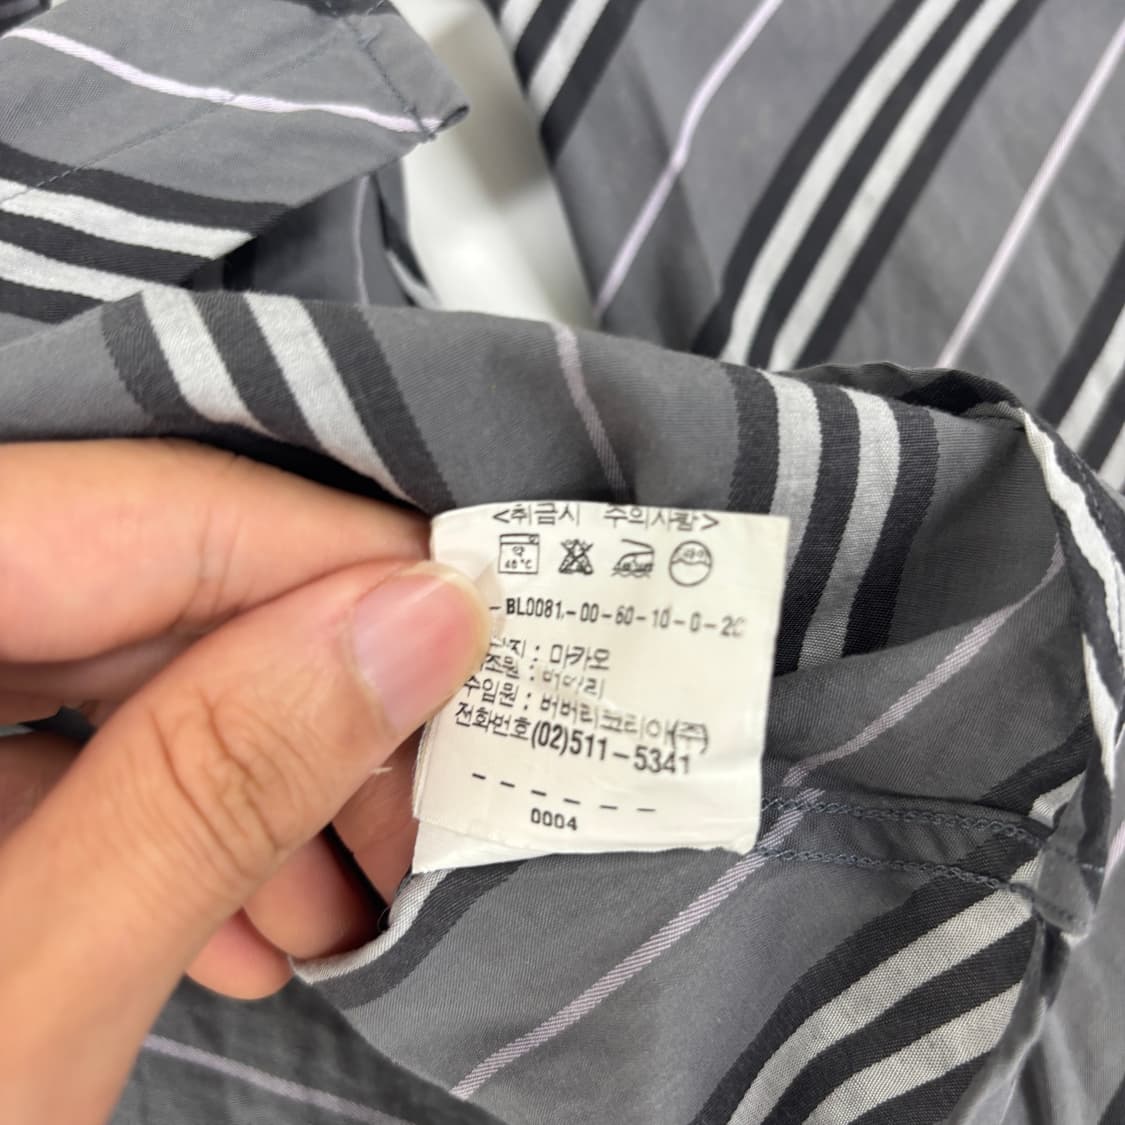 <취급시 주의사항>
40°C
BL0081-00-60-10-0-2
: 마카오
: 버버리
수입원 : 버버리코리아(주)
전화번호(02)511-5341
------
0004